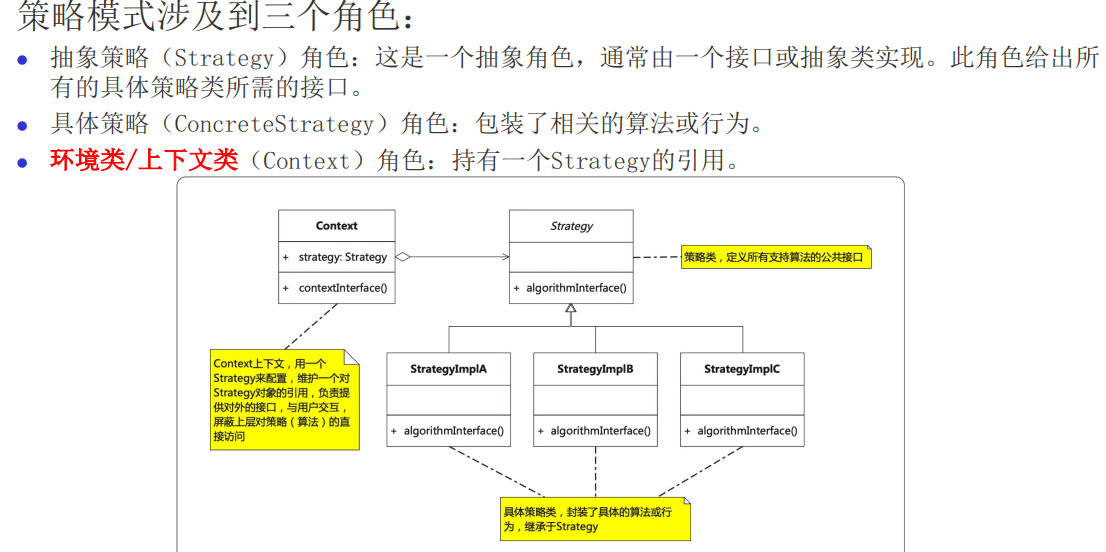 策略模式涉及到三个角色：
● 抽象策略（Strategy）角色：这是一个抽象角色，通常由一个接口或抽象类实现。此角色给出所
有的具体策略类所需的接口。
● 具体策略（ConcreteStrategy）角色：包装了相关的算法或行为。
● 环境类/上下文类（Context）角色：持有一个Strategy的引用。
Context
+ strategy: Strategy
+ contextInterface()
Strategy
+ algorithmInterface()
策略类，定义所有支持算法的公共接口
Context上下文，用一个
Strategy来配置，维护一个对
Strategy对象的引用，负责提
供对外的接口，与用户交互，
屏蔽上层对策略（算法）的直
接访问
StrategyImplA
+ algorithmInterface()
StrategyImplB
+ algorithmInterface()
StrategyImplC
+ algorithmInterface()
具体策略类，封装了具体的算法或行
为，继承于Strategy